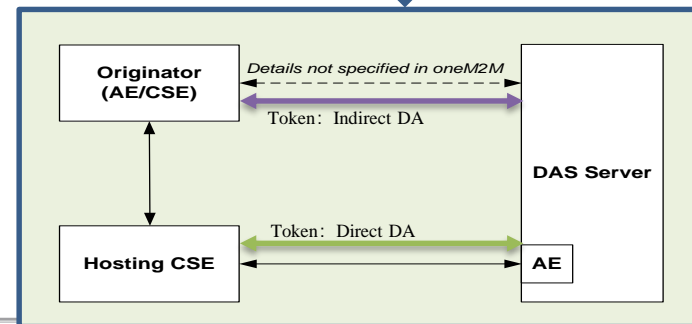 Originator
(AE/CSE)
Details not specified in oneM2M
Token: Indirect DA
DAS Server
Token: Direct DA
Hosting CSE
AE